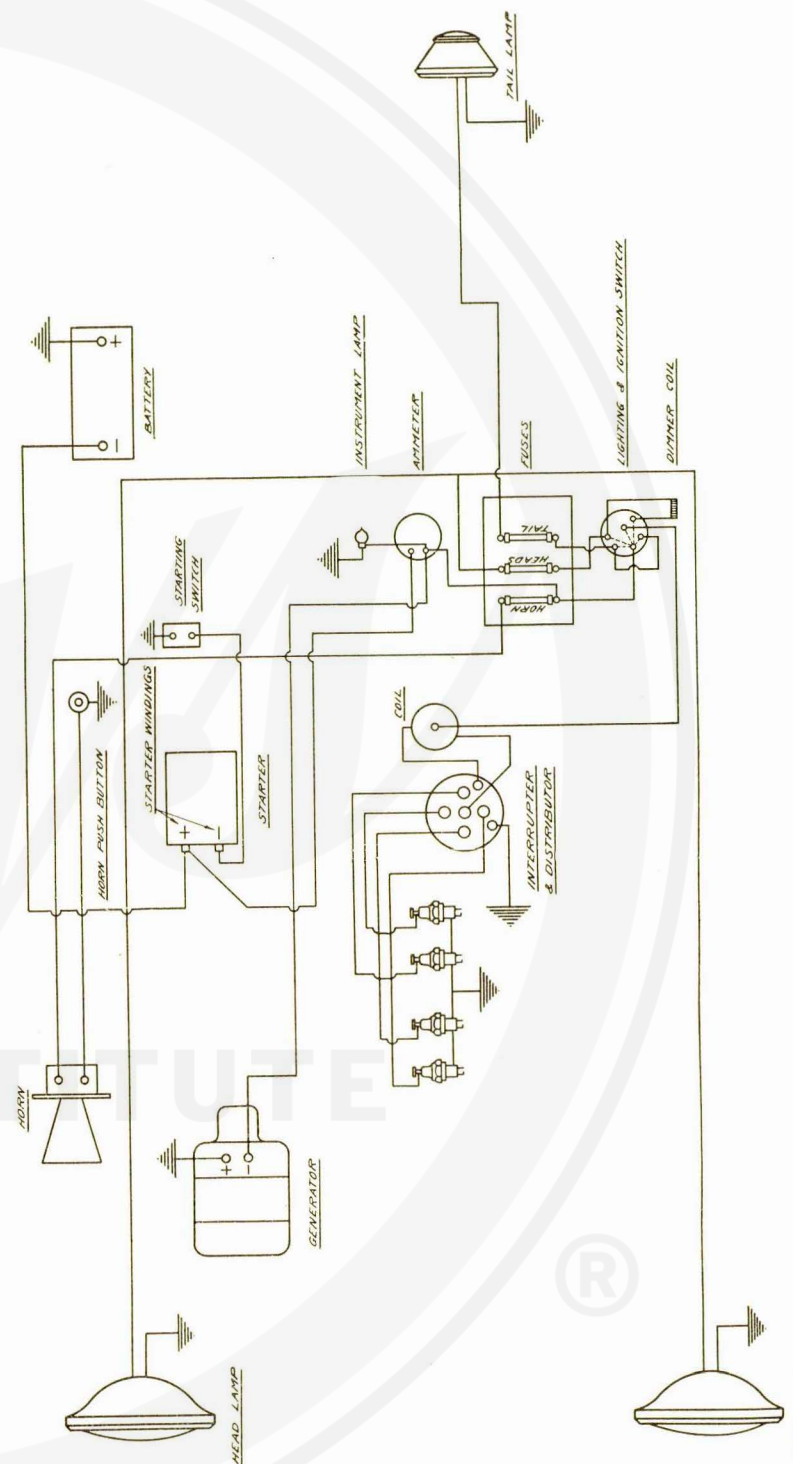 TAIL LAMP
BATTERY
INSTRUMENT LAMP
AMMETER
FUSES
LIGHTING & IGNITION SWITCH
DIMMER COIL
STARTING
SWITCH
TAIL
HEADS
HORN
HORN PUSH BUTTON
STARTER WINDINGS
STARTER
+
-
+
-
COIL
INTERRUPTER
& DISTRIBUTOR
HORN
GENERATOR
+
-
HEAD LAMP
TITUTE
®